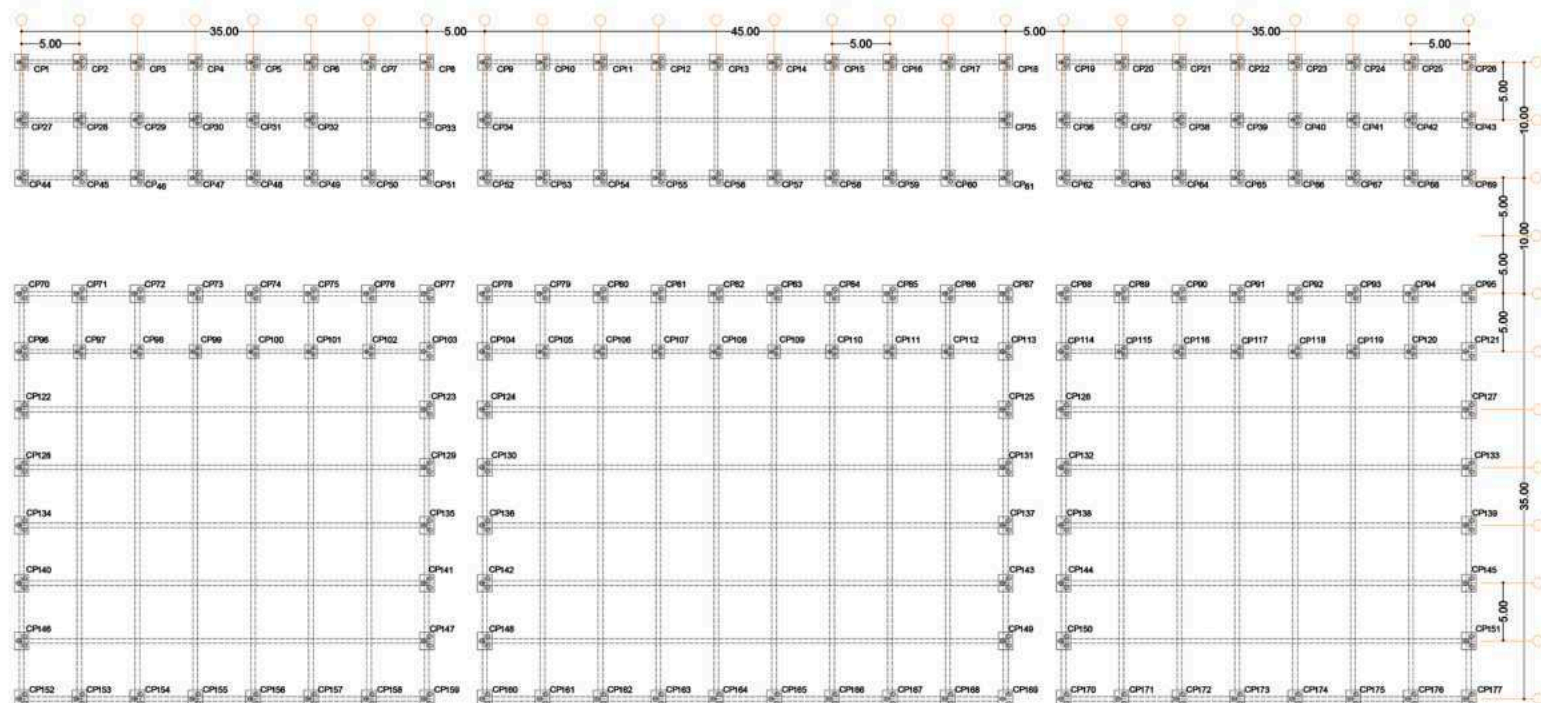 35.00 5.00 45.00 5.00 35.00
5.00 5.00 5.00
CP1 CP2 CP3 CP4 CP5 CP6 CP7 CP8 CP9 CP10 CP11 CP12 CP13 CP14 CP15 CP16 CP17 CP18 CP19 CP20 CP21 CP22 CP23 CP24 CP25 CP26
5.00
10.00
CP27 CP28 CP29 CP30 CP31 CP32 CP33 CP34 CP35 CP36 CP37 CP38 CP39 CP40 CP41 CP42 CP43
CP44 CP45 CP46 CP47 CP48 CP49 CP50 CP51 CP52 CP53 CP54 CP55 CP56 CP57 CP58 CP59 CP60 CP61 CP62 CP63 CP64 CP65 CP66 CP67 CP68 CP69
5.00
10.00
5.00
CP70 CP71 CP72 CP73 CP74 CP75 CP76 CP77 CP78 CP79 CP80 CP81 CP82 CP83 CP84 CP85 CP86 CP87 CP88 CP89 CP90 CP91 CP92 CP93 CP94 CP95
5.00
CP96 CP97 CP98 CP99 CP100 CP101 CP102 CP103 CP104 CP105 CP106 CP107 CP108 CP109 CP110 CP111 CP112 CP113 CP114 CP115 CP116 CP117 CP118 CP119 CP120 CP121
CP122 CP123 CP124 CP125 CP126 CP127
CP128 CP129 CP130 CP131 CP132 CP133
35.00
CP134 CP135 CP136 CP137 CP138 CP139
CP140 CP141 CP142 CP143 CP144 CP145
5.00
CP146 CP147 CP148 CP149 CP150 CP151
CP152 CP153 CP154 CP155 CP156 CP157 CP158 CP159 CP160 CP161 CP162 CP163 CP164 CP165 CP166 CP167 CP168 CP169 CP170 CP171 CP172 CP173 CP174 CP175 CP176 CP177